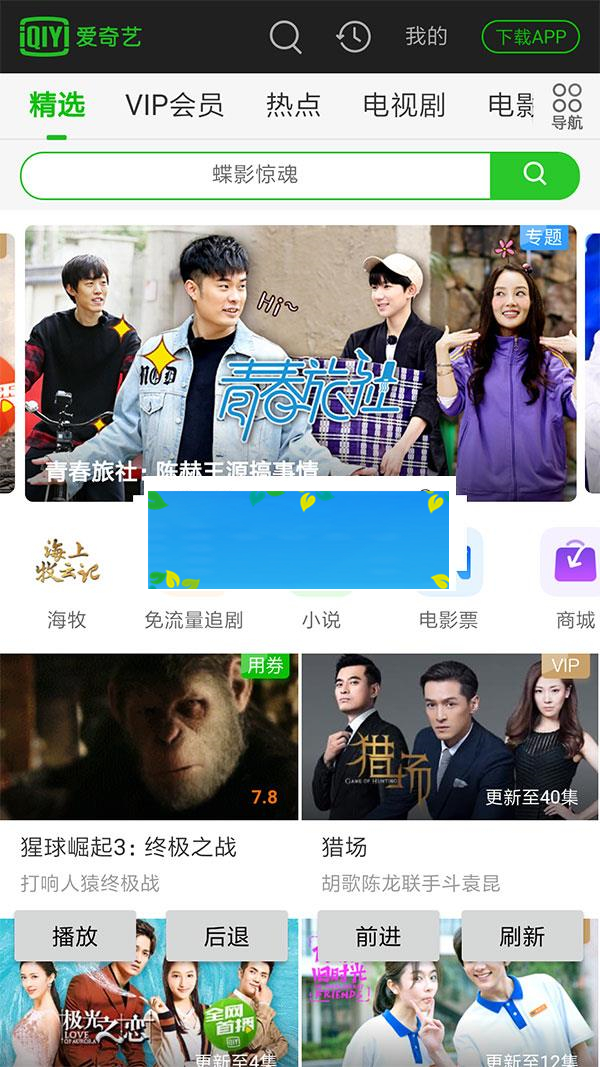 iQIYI 爱奇艺
我的
下载APP
精选
VIP会员
热点
电视剧
电影
导航
蝶影惊魂
专题
Hi~
青春旅社
青春旅社：陈赫王源搞事情
海上
牧云记
海牧
免流量追剧
小说
电影票
商城
用券
7.8
VIP
猎场
GAME OF HUNTING
更新至40集
猩球崛起3：终极之战
打响人猿终极战
猎场
胡歌陈龙联手斗袁昆
播放
后退
前进
刷新
极光之恋
LOVE OF AURORA
全网
首播
iQIYI
更新至4集
旧时光
FRIENDS
更新至12集